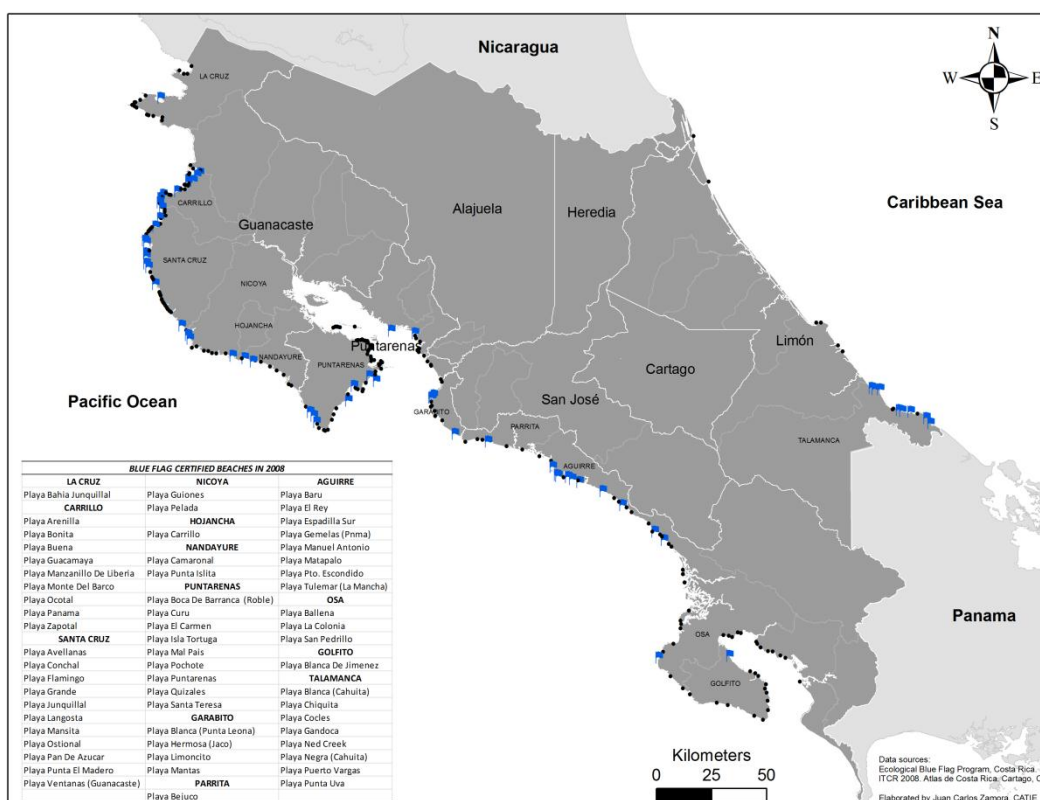 Nicaragua
N
W E
S
LA CRUZ
Caribbean Sea
CARRILLO
Alajuela
Heredia
Guanacaste
SANTA CRUZ
NICOYA
HOJANCHA
Limón
Puntarenas
NANDAYURE
PUNTARENAS
Cartago
Pacific Ocean
San José
GARABITO
PARRITA
TALAMANCA
AGUIRRE
Panama
OSA
GOLFITO
BLUE FLAG CERTIFIED BEACHES IN 2008
LA CRUZ NICOYA AGUIRRE
Playa Bahia Junquillal Playa Guiones Playa Baru
CARRILLO Playa Pelada Playa El Rey
Playa Arenilla HOJANCHA Playa Espadilla Sur
Playa Bonita Playa Carrillo Playa Gemelas (Pnma)
Playa Buena NANDAYURE Playa Manuel Antonio
Playa Guacamaya Playa Camaronal Playa Matapalo
Playa Manzanillo De Liberia Playa Punta Islita Playa Pto. Escondido
Playa Monte Del Barco PUNTARENAS Playa Tulemar (La Mancha)
Playa Ocotal Playa Boca De Barranca (Roble) OSA
Playa Panama Playa Curu Playa Ballena
Playa Zapotal Playa El Carmen Playa La Colonia
SANTA CRUZ Playa Isla Tortuga Playa San Pedrillo
Playa Avellanas Playa Mal Pais GOLFITO
Playa Conchal Playa Pochote Playa Blanca De Jimenez
Playa Flamingo Playa Puntarenas TALAMANCA
Playa Grande Playa Quizales Playa Blanca (Cahuita)
Playa Junquillal Playa Santa Teresa Playa Chiquita
Playa Langosta GARABITO Playa Cocles
Playa Mansita Playa Blanca (Punta Leona) Playa Gandoca
Playa Ostional Playa Hermosa (Jaco) Playa Ned Creek
Playa Pan De Azucar Playa Limoncito Playa Negra (Cahuita)
Playa Punta El Madero Playa Mantas Playa Puerto Vargas
Playa Ventanas (Guanacaste) PARRITA Playa Punta Uva
Playa Bejuco
Kilometers
0 25 50
Data sources:
Ecological Blue Flag Program, Costa Rica.
ITCR 2008. Atlas de Costa Rica. Cartago, C
Elaborated by Juan Carlos Zamora, CATIE